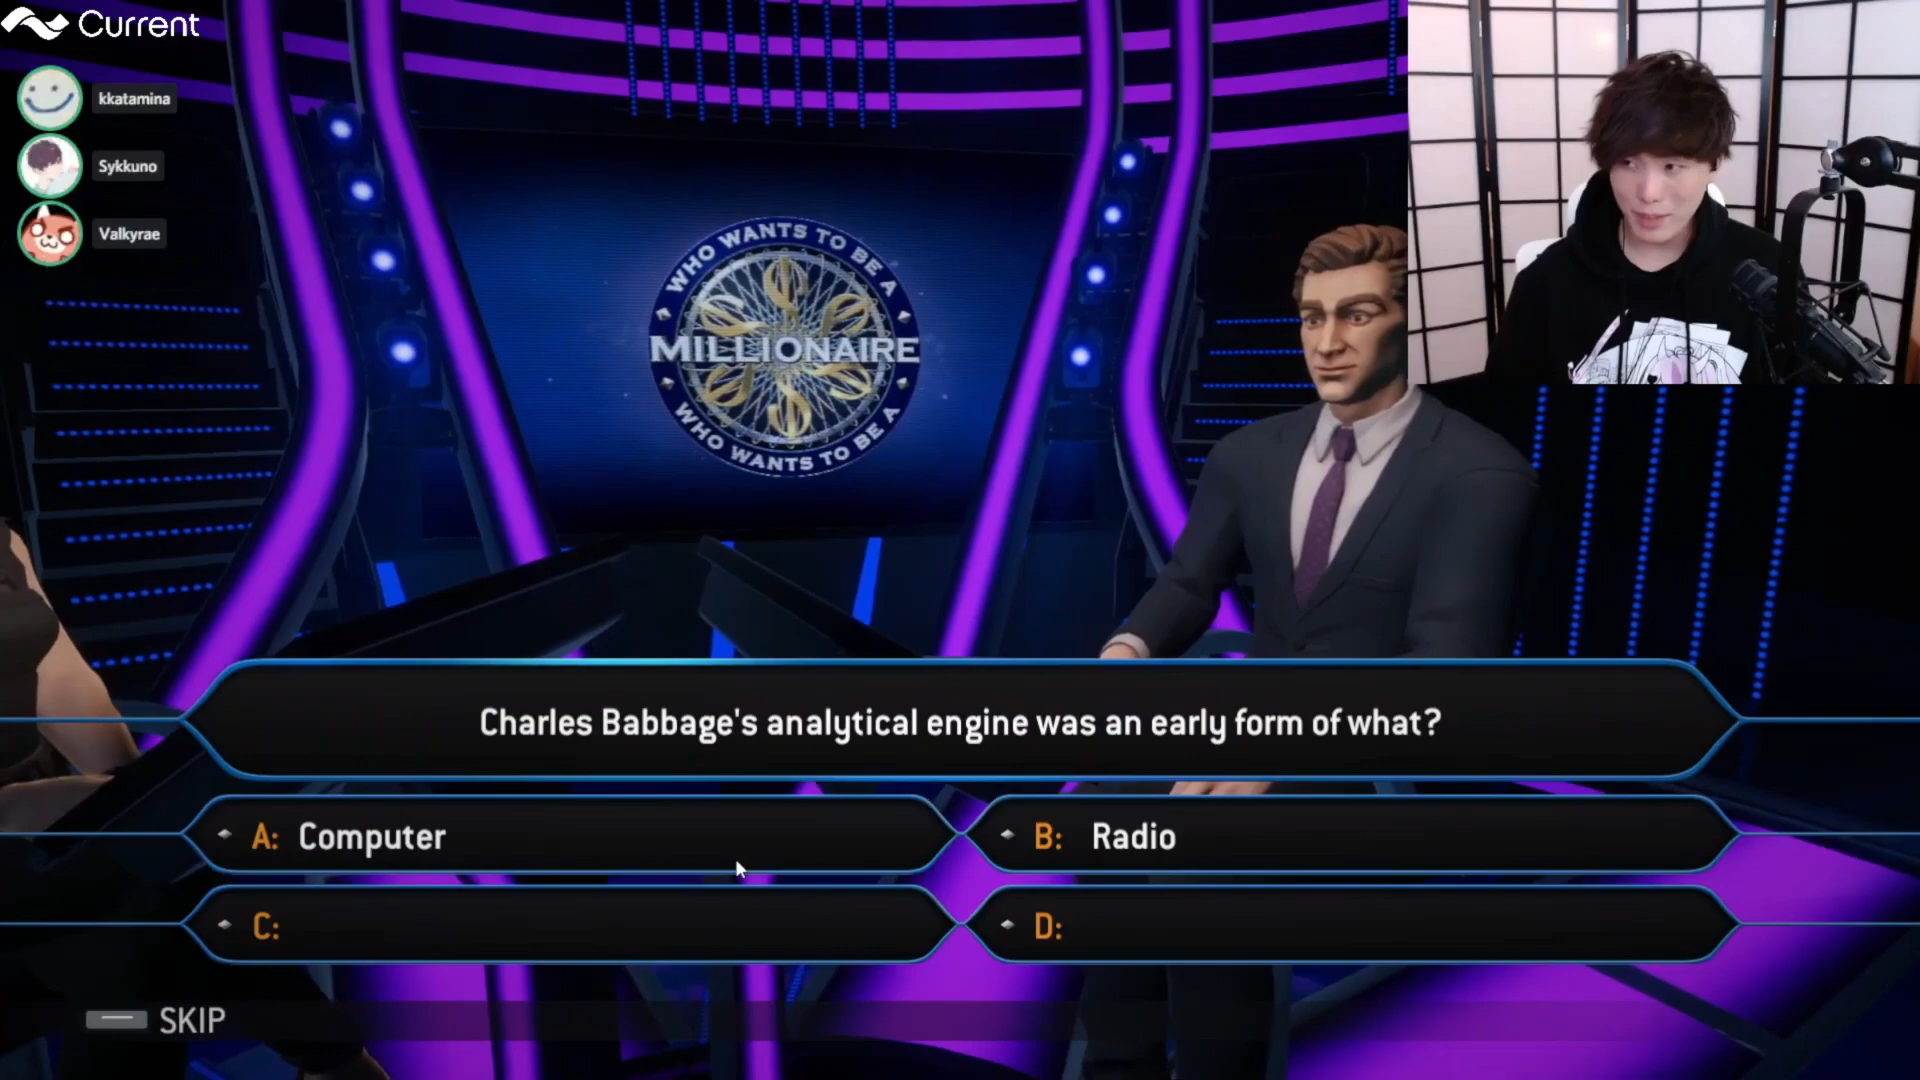 Current
kkatamina
Sykkuno
Valkyrae
WHO WANTS TO BE A
MILLIONAIRE
WHO WANTS TO BE A
Charles Babbage's analytical engine was an early form of what?
A: Computer
B: Radio
C:
D:
SKIP